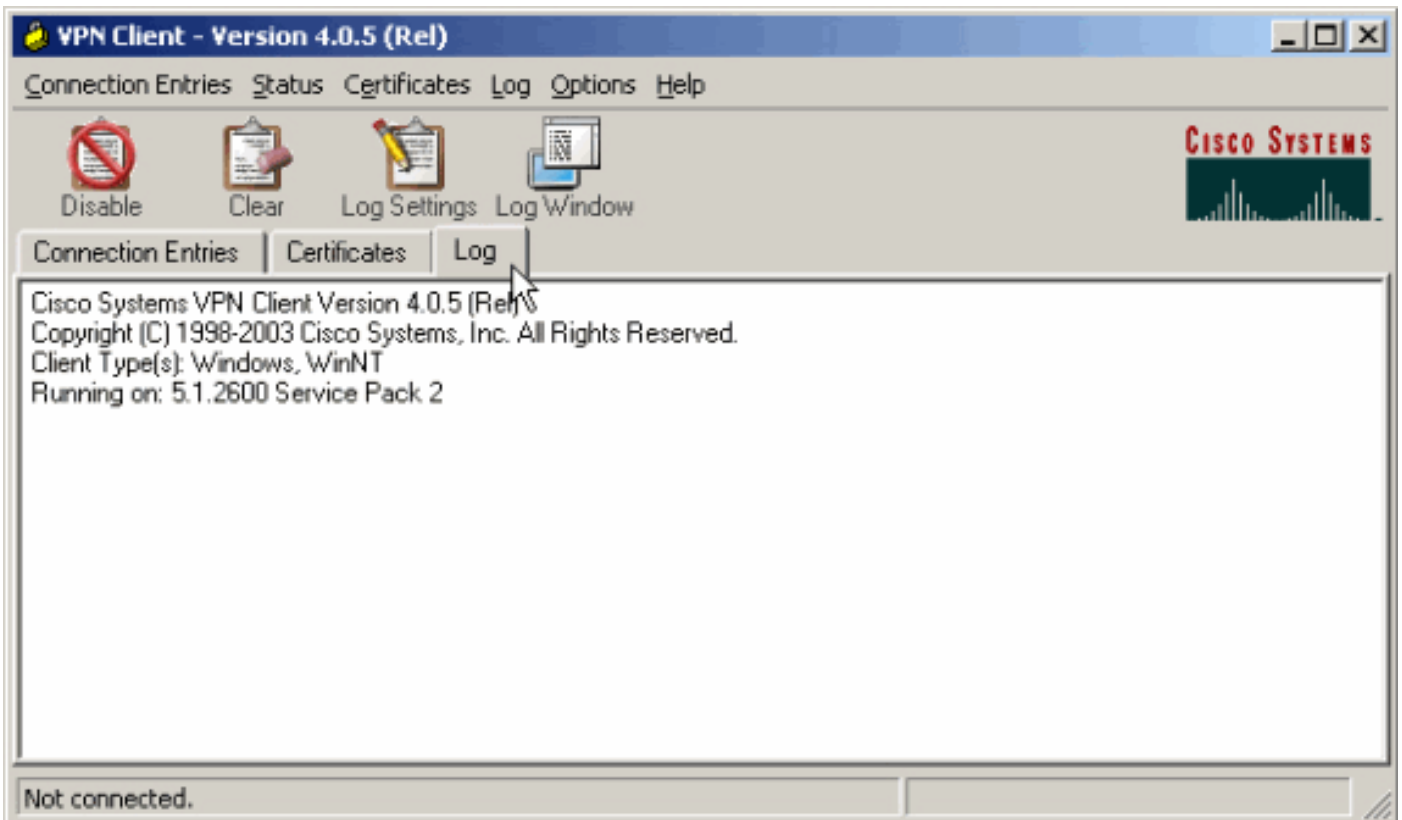 VPN Client - Version 4.0.5 (Rel)
Connection Entries Status Certificates Log Options Help
Disable Clear Log Settings Log Window
CISCO SYSTEMS
Connection Entries Certificates Log
Cisco Systems VPN Client Version 4.0.5 (Rel)
Copyright (C) 1998-2003 Cisco Systems, Inc. All Rights Reserved.
Client Type(s): Windows, WinNT
Running on: 5.1.2600 Service Pack 2
Not connected.